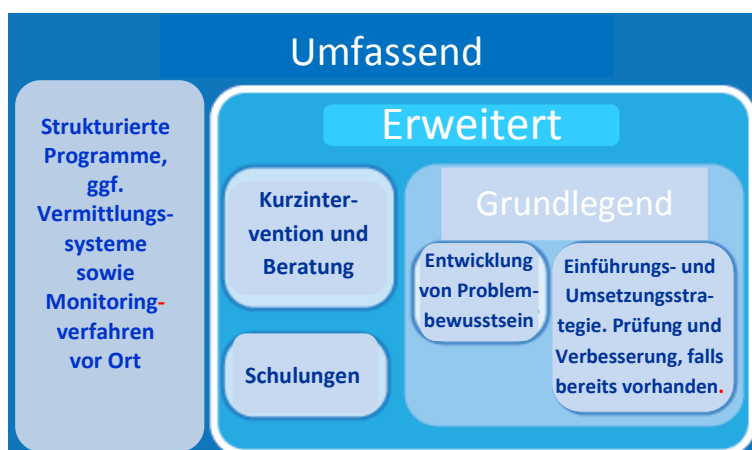 Umfassend
Strukturierte
Programme,
ggf.
Vermittlungs-
systeme
sowie
Monitoring-
verfahren
vor Ort
Erweitert
Kurzinter-
vention und
Beratung
Schulungen
Grundlegend
Entwicklung
von Problem-
bewusstsein
Einführungs- und
Umsetzungsstra-
tegie. Prüfung und
Verbesserung, falls
bereits vorhanden.